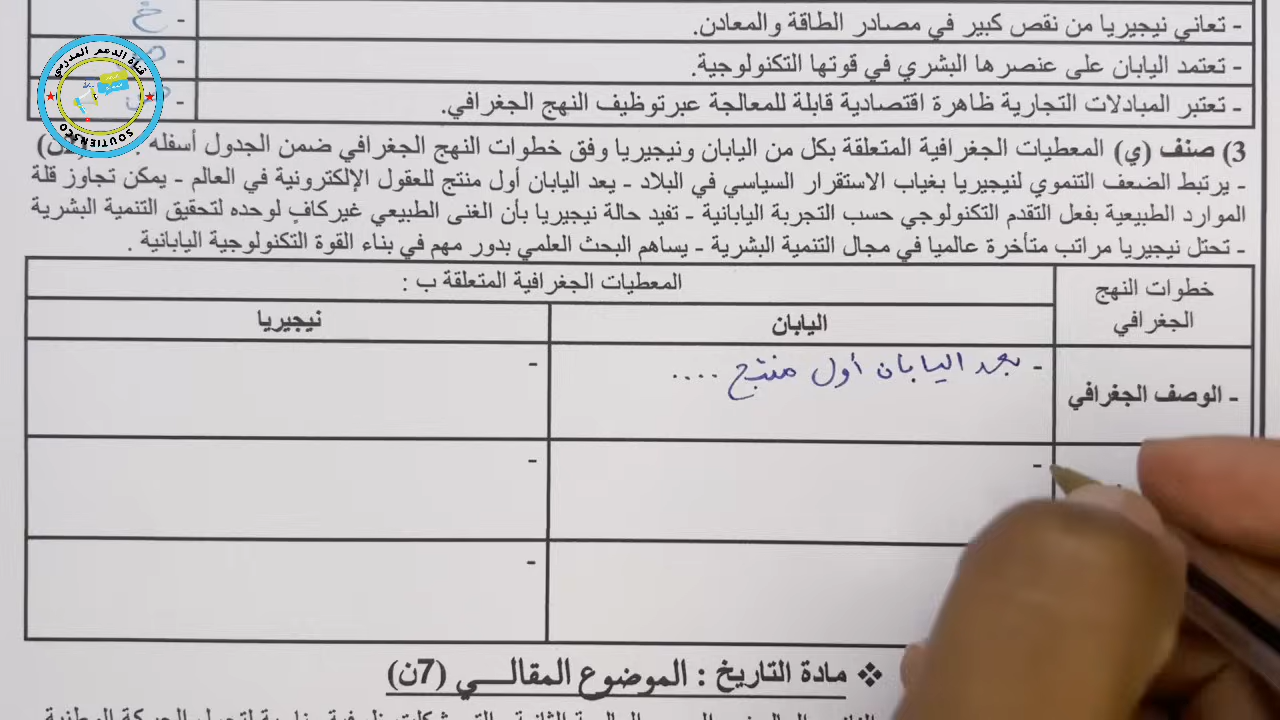 - تعاني نيجيريا من نقص كبير في مصادر الطاقة والمعادن. - خ
- تعتمد اليابان على عنصرها البشري في قوتها التكنولوجية. -
- تعتبر المبادلات التجارية ظاهرة اقتصادية قابلة للمعالجة عبر توظيف النهج الجغرافي. -
قناة الدعم المدرسي
SOUTIENSCO
3) صنف (ي) المعطيات الجغرافية المتعلقة بكل من اليابان ونيجيريا وفق خطوات النهج الجغرافي ضمن الجدول أسفله
- يرتبط الضعف التنموي لنيجيريا بغياب الاستقرار السياسي في البلاد - يعد اليابان أول منتج للعقول الإلكترونية في العالم - يمكن تجاوز قلة
الموارد الطبيعية بفعل التقدم التكنولوجي حسب التجربة اليابانية - تفيد حالة نيجيريا بأن الغنى الطبيعي غير كافٍ لوحده لتحقيق التنمية البشرية
- تحتل نيجيريا مراتب متأخرة عالميا في مجال التنمية البشرية - يساهم البحث العلمي بدور مهم في بناء القوة التكنولوجية اليابانية .
خطوات النهج الجغرافي
المعطيات الجغرافية المتعلقة ب :
اليابان
نيجيريا
- الوصف الجغرافي
- يعد اليابان أول منتج ....
-
-
-
-
❖ مادة التاريخ : الموضوع المقالـــي (7ن)